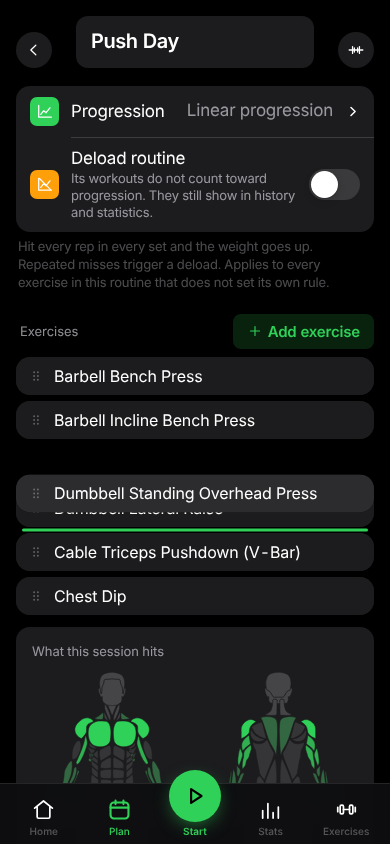 Push Day
Progression
Linear progression
Deload routine
Its workouts do not count toward
progression. They still show in history
and statistics.
Hit every rep in every set and the weight goes up.
Repeated misses trigger a deload. Applies to every
exercise in this routine that does not set its own rule.
Exercises
+ Add exercise
Barbell Bench Press
Barbell Incline Bench Press
Dumbbell Standing Overhead Press
Dumbbell Lateral Raise
Cable Triceps Pushdown (V-Bar)
Chest Dip
What this session hits
Home
Plan
Start
Stats
Exercises